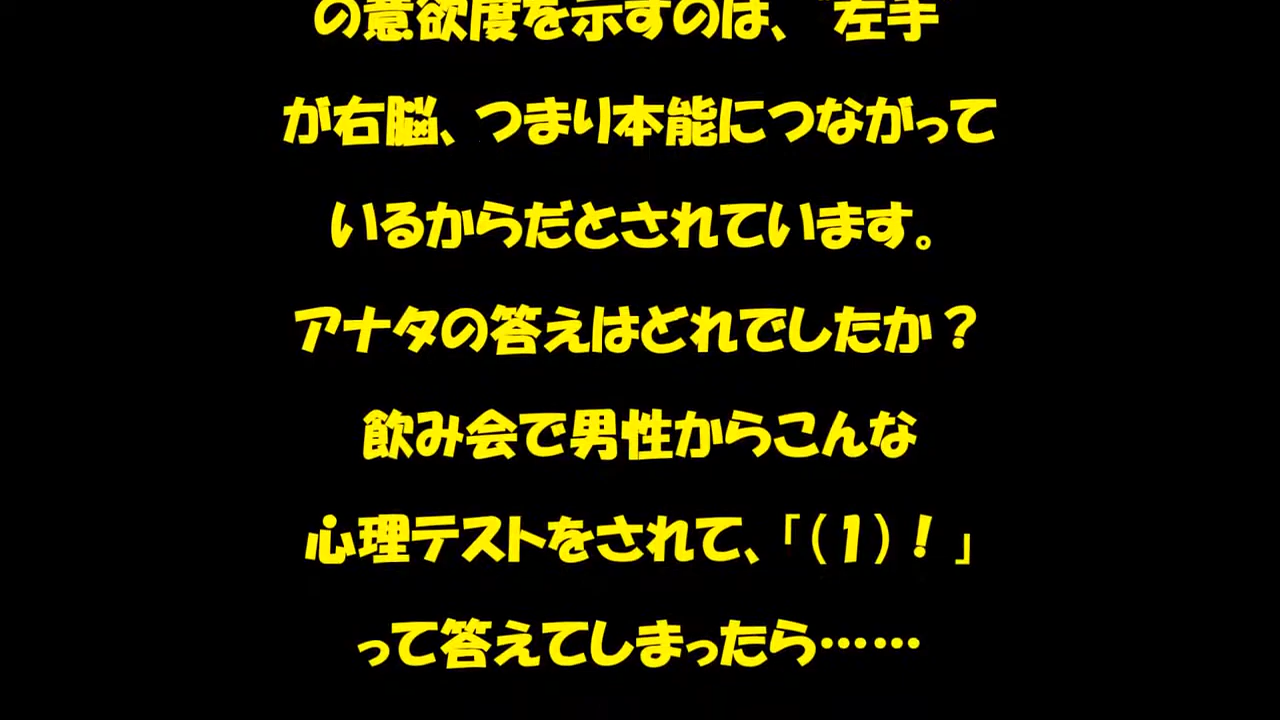 の意欲度を示すのは、“左手”
が右脳、つまり本能につながって
いるからだとされています。
アナタの答えはどれでしたか？
飲み会で男性からこんな
心理テストをされて、「（１）！」
って答えてしまったら……